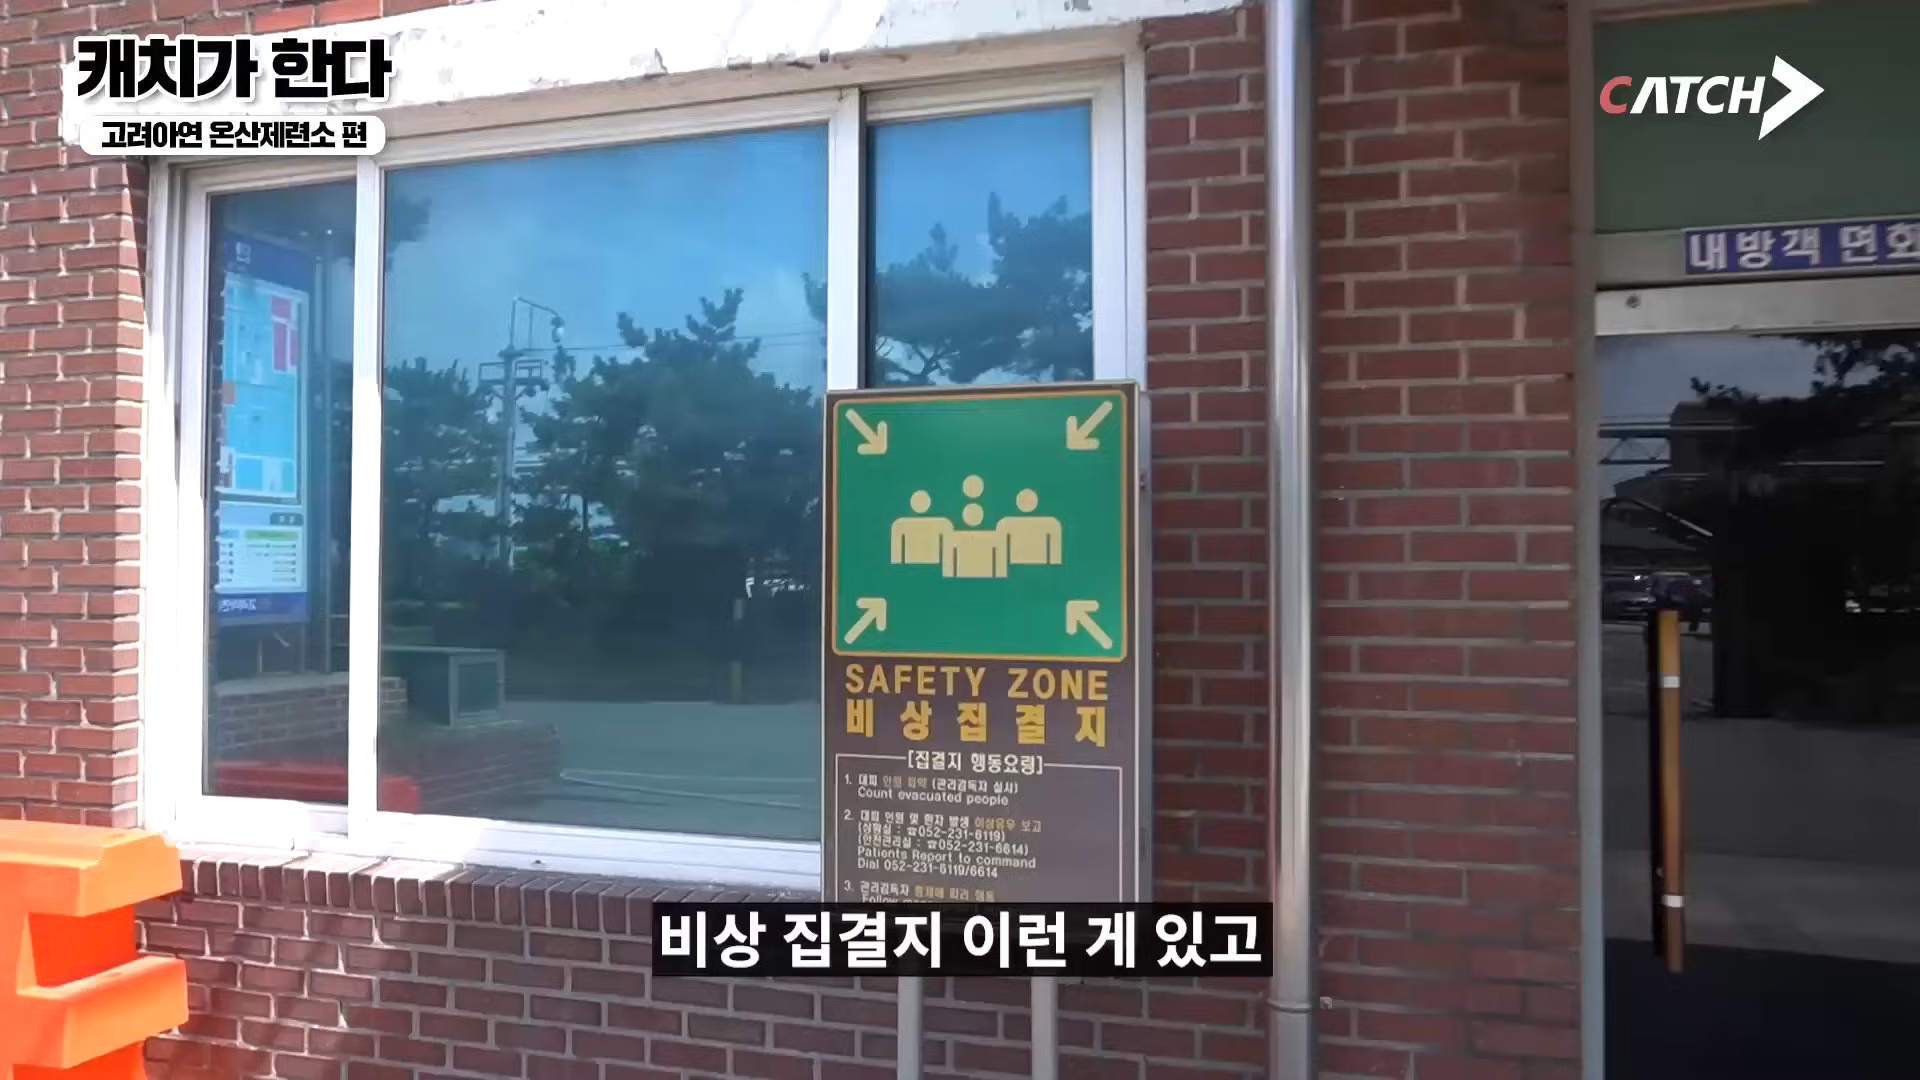 캐치가 한다
고려아연 온산제련소 편
CATCH
내방객 면회
SAFETY ZONE
비상집결지
[집결지 행동요령]
1. 대피 인원 파악 (관리감독자 실시)
Count evacuated people
2. 대피 인원 및 환자 발생 이상유무 보고
(상황실 : ☎052-231-6119)
(안전관리실 : ☎052-231-6614)
Patients Report to command
Dial 052-231-6119/6614
3. 관리감독자 통제에 따라 행동
Follow
비상 집결지 이런 게 있고